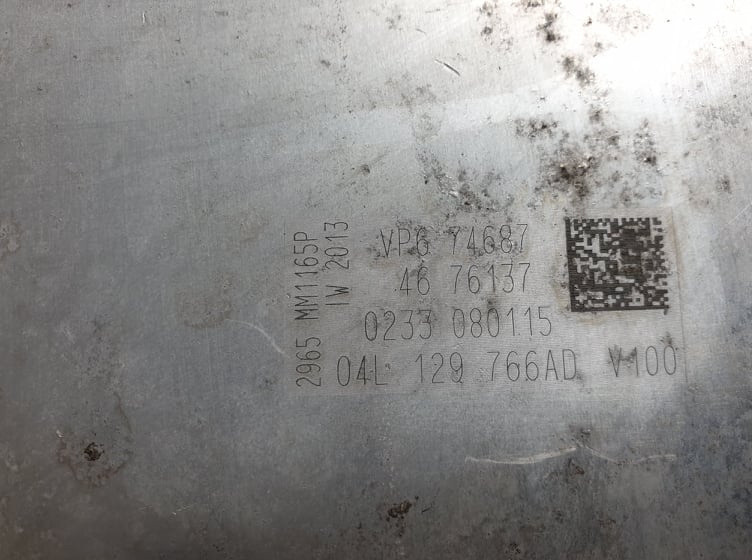 2965 MM1165P
IW 2013
VPG 74687
46 76137
0233 080115
04L 129 766AD V100